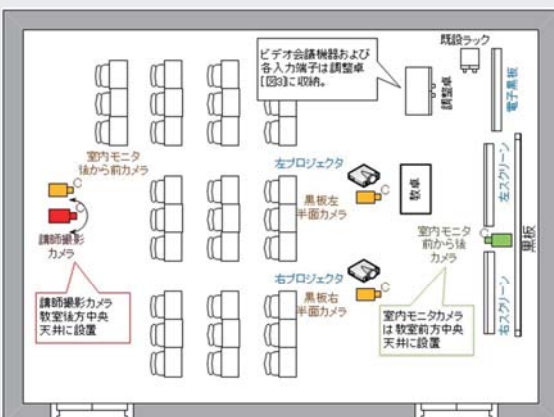 既設ラック
ビデオ会議機器および
各入力端子は調整卓
[図3]に収納。
調整卓
電子黒板
室内モニタ
後から前カメラ
左プロジェクタ
黒板左
半面カメラ
教卓
左スクリーン
黒板
講師撮影
カメラ
室内モニタ
前から後
カメラ
右プロジェクタ
黒板右
半面カメラ
右スクリーン
講師撮影カメラ
教室後方中央
天井に設置
室内モニタカメラ
は教室前方中央
天井に設置